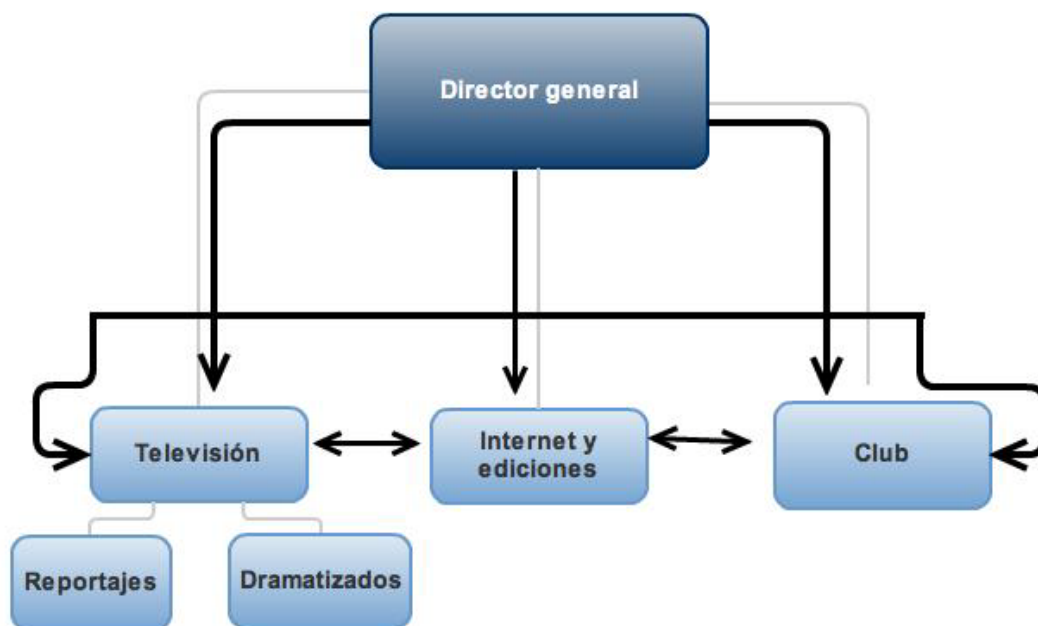 Director general
Televisión
Internet y
ediciones
Club
Reportajes
Dramatizados